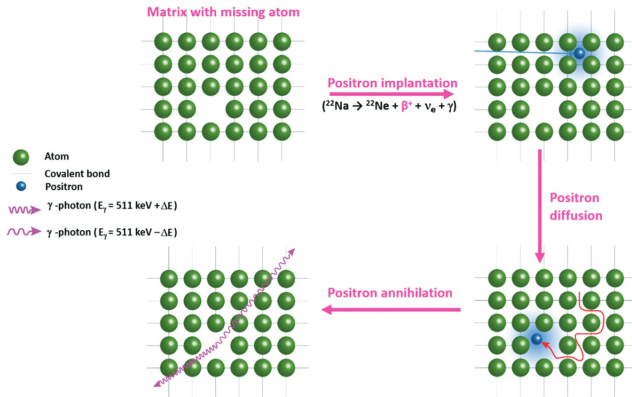 Matrix with missing atom
Positron implantation
(²²Na → ²²Ne + β⁺ + νₑ + γ)
Atom
Covalent bond
Positron
γ -photon ( Eᵧ = 511 keV + ΔE)
γ -photon ( Eᵧ = 511 keV – ΔE)
Positron
diffusion
Positron annihilation